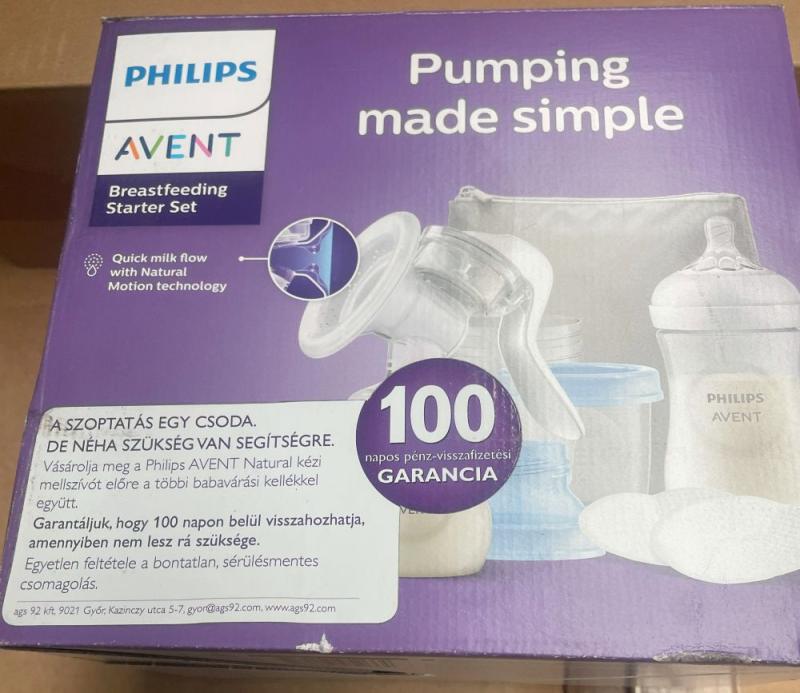 PHILIPS
AVENT
Breastfeeding
Starter Set
Pumping
made simple
Quick milk flow
with Natural
Motion technology
PHILIPS
AVENT
100
napos pénz-visszafizetési
GARANCIA
A SZOPTATÁS EGY CSODA.
DE NÉHA SZÜKSÉG VAN SEGÍTSÉGRE.
Vásárolja meg a Philips AVENT Natural kézi
mellszívót előre a többi babavárási kellékkel
együtt.
Garantáljuk, hogy 100 napon belül visszahozhatja,
amennyiben nem lesz rá szüksége.
Egyetlen feltétele a bontatlan, sérülésmentes
csomagolás.
ags 92 kft. 9021 Győr, Kazinczy utca 5-7, gyor@ags92.com, www.ags92.com